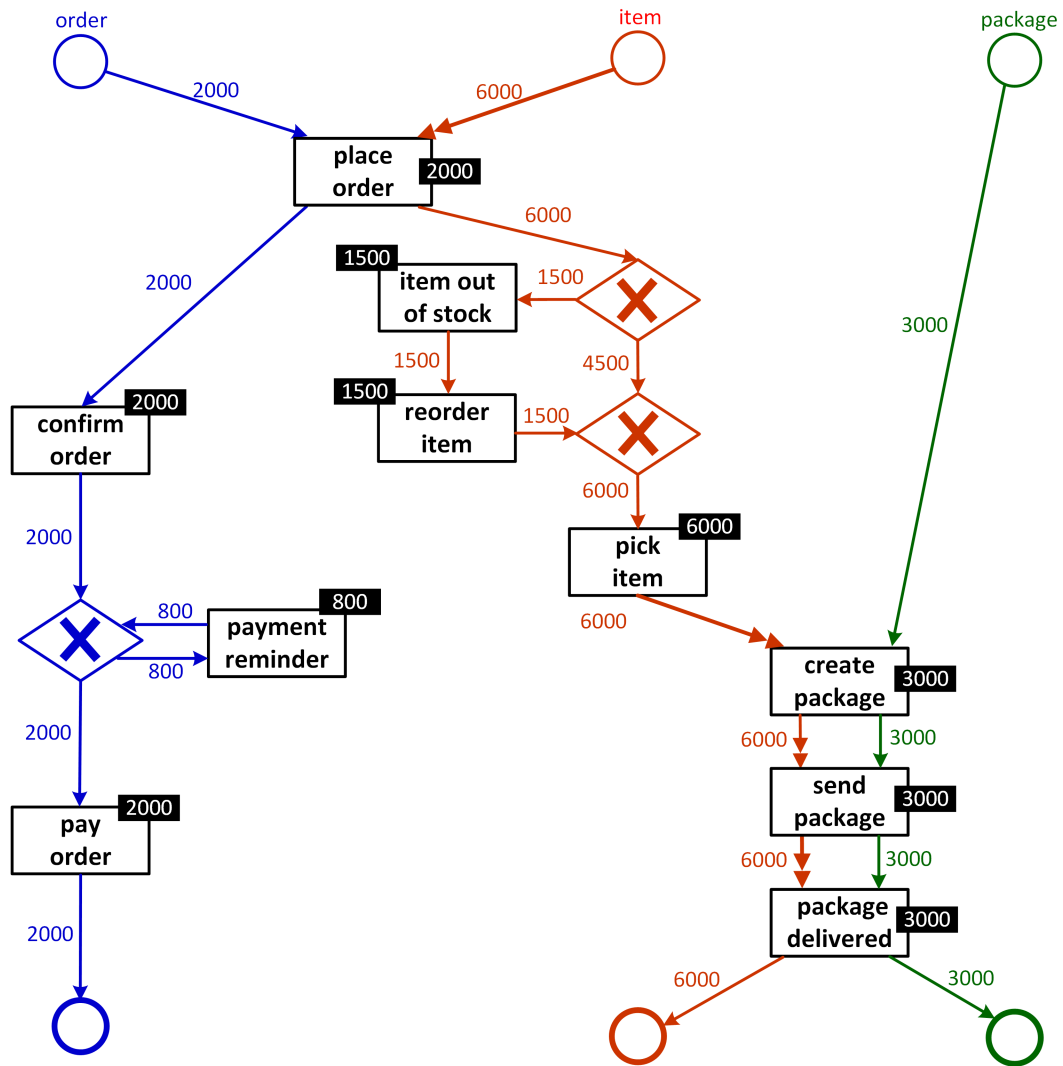 order
item
package
2000
6000
place
order
2000
6000
2000
1500
item out
of stock
1500
3000
1500
4500
1500
reorder
item
1500
2000
confirm
order
6000
2000
6000
pick
item
800
800
payment
reminder
800
6000
create
package
3000
2000
6000
3000
send
package
3000
2000
pay
order
6000
3000
package
delivered
3000
2000
6000
3000